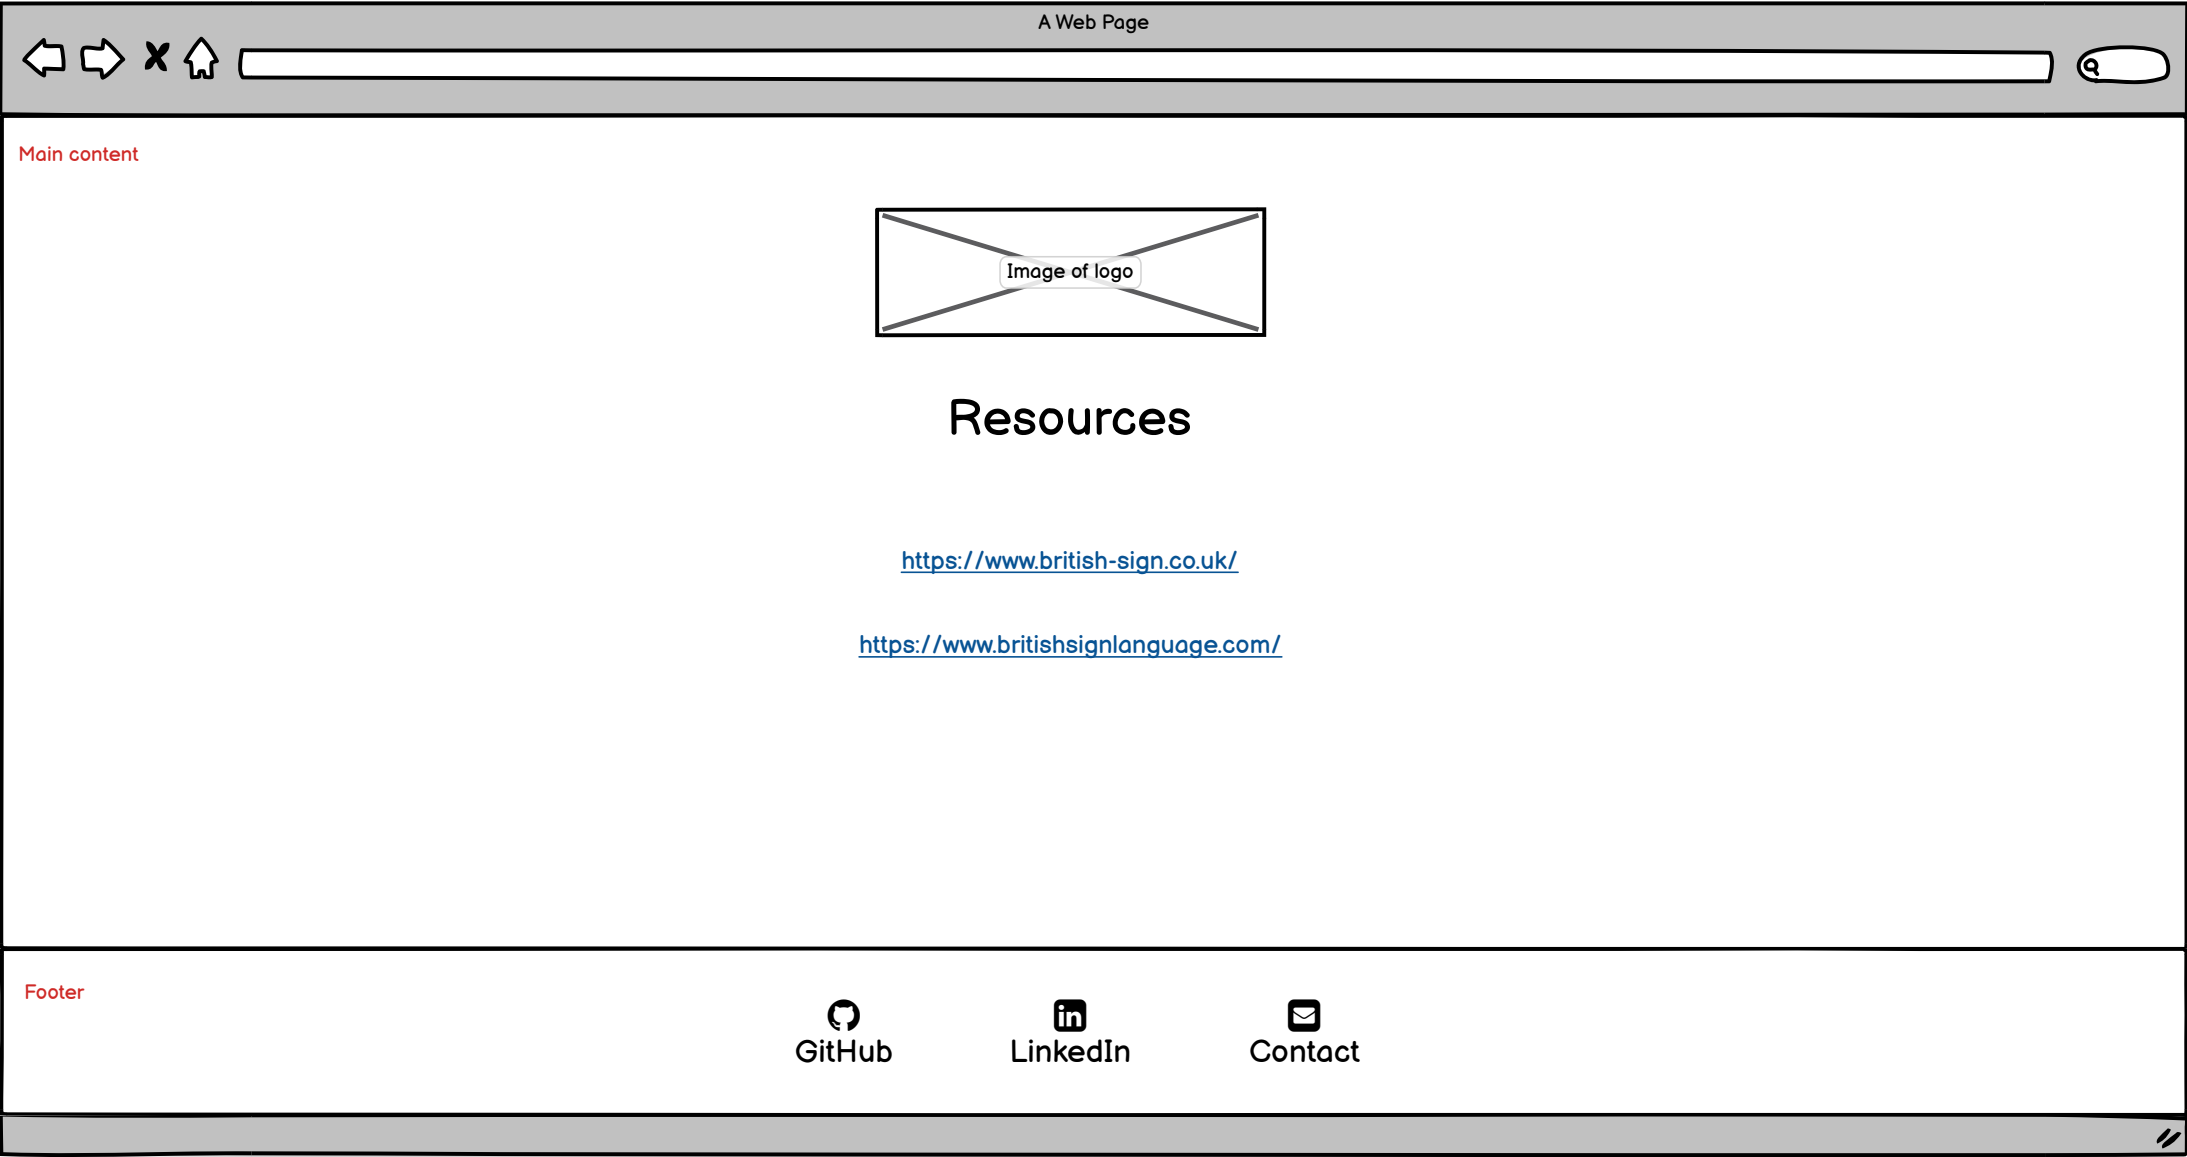 A Web Page
Main content
Image of logo
Resources
https://www.british-sign.co.uk/
https://www.britishsignlanguage.com/
Footer
GitHub LinkedIn Contact